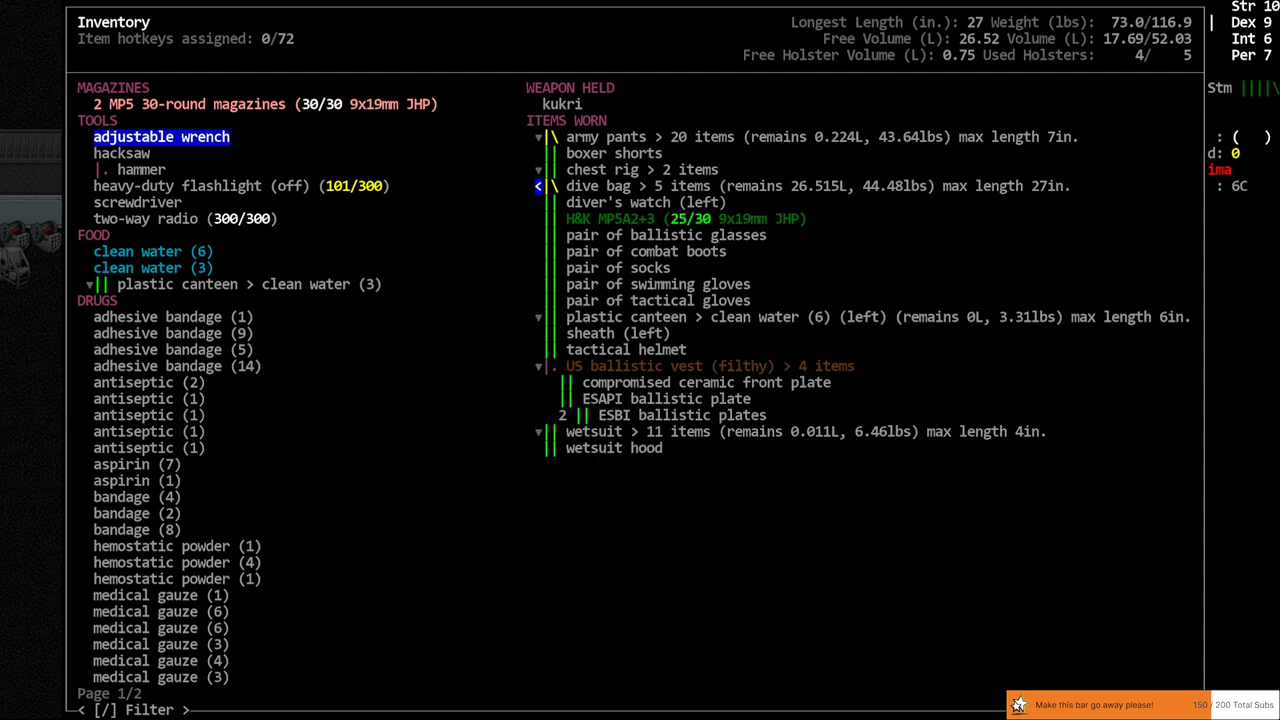 Inventory
Item hotkeys assigned: 0/72
Longest Length (in.): 27 Weight (lbs): 73.0/116.9
Free Volume (L): 26.52 Volume (L): 17.69/52.03
Free Holster Volume (L): 0.75 Used Holsters: 4/ 5
MAGAZINES
2 MP5 30-round magazines (30/30 9x19mm JHP)
TOOLS
adjustable wrench
hacksaw
|. hammer
heavy-duty flashlight (off) (101/300)
screwdriver
two-way radio (300/300)
FOOD
clean water (6)
clean water (3)
▾|| plastic canteen > clean water (3)
DRUGS
adhesive bandage (1)
adhesive bandage (9)
adhesive bandage (5)
adhesive bandage (14)
antiseptic (2)
antiseptic (1)
antiseptic (1)
antiseptic (1)
antiseptic (1)
aspirin (7)
aspirin (1)
bandage (4)
bandage (2)
bandage (8)
hemostatic powder (1)
hemostatic powder (4)
hemostatic powder (1)
medical gauze (1)
medical gauze (6)
medical gauze (6)
medical gauze (3)
medical gauze (4)
medical gauze (3)
Page 1/2
< [/] Filter >
WEAPON HELD
kukri
ITEMS WORN
▾|\ army pants > 20 items (remains 0.224L, 43.64lbs) max length 7in.
|| boxer shorts
▾|| chest rig > 2 items
<|\ dive bag > 5 items (remains 26.515L, 44.48lbs) max length 27in.
|| diver's watch (left)
|| H&K MP5A2+3 (25/30 9x19mm JHP)
|| pair of ballistic glasses
|| pair of combat boots
|| pair of socks
|| pair of swimming gloves
|| pair of tactical gloves
▾|| plastic canteen > clean water (6) (left) (remains 0L, 3.31lbs) max length 6in.
|| sheath (left)
|| tactical helmet
▾|. US ballistic vest (filthy) > 4 items
|| compromised ceramic front plate
|| ESAPI ballistic plate
2 || ESBI ballistic plates
▾|| wetsuit > 11 items (remains 0.011L, 6.46lbs) max length 4in.
|| wetsuit hood
Str 10
Dex 9
Int 6
Per 7
Stm ||||\
: ( )
d: 0
ima
: 6C
Make this bar go away please! 150 / 200 Total Subs